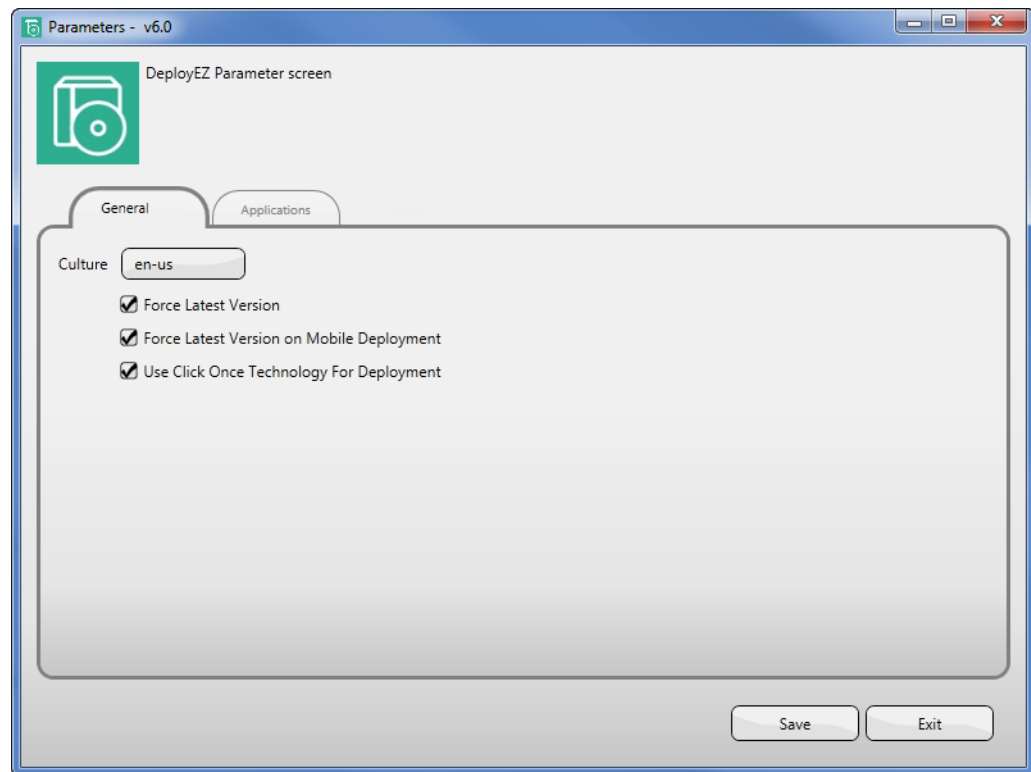 Parameters - v6.0
DeployEZ Parameter screen
General
Applications
Culture en-us
Force Latest Version
Force Latest Version on Mobile Deployment
Use Click Once Technology For Deployment
Save
Exit